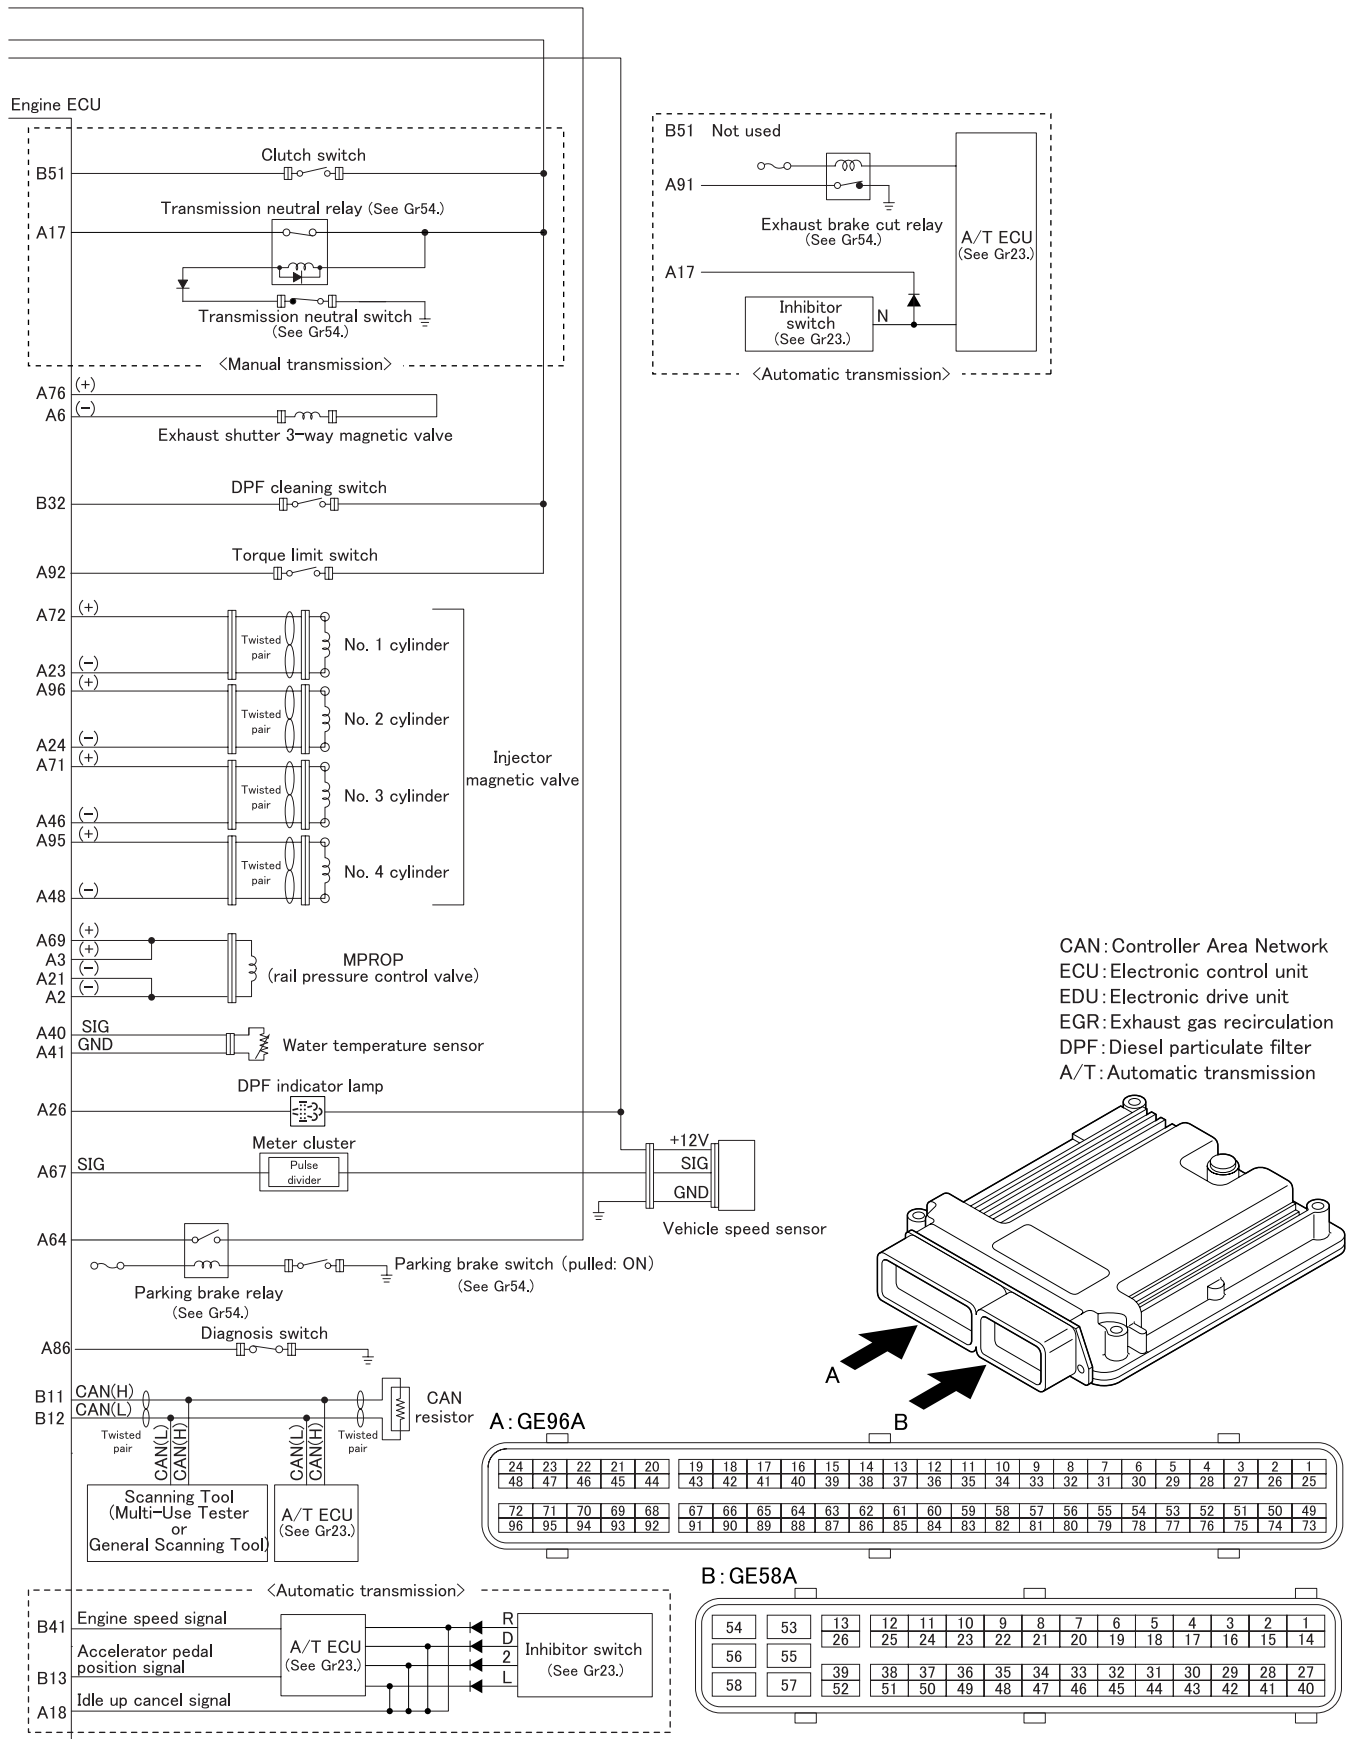 Engine ECU
B51
Clutch switch
Transmission neutral relay (See Gr54.)
A17
Transmission neutral switch
(See Gr54.)
<Manual transmission>
B51 Not used
A91
Exhaust brake cut relay
(See Gr54.)
A/T ECU
(See Gr23.)
A17
Inhibitor
switch
(See Gr23.)
N
<Automatic transmission>
A76 (+)
A6 (-)
Exhaust shutter 3-way magnetic valve
B32
DPF cleaning switch
A92
Torque limit switch
A72 (+)
Twisted
pair
No. 1 cylinder
A23 (-)
A96 (+)
Twisted
pair
No. 2 cylinder
A24 (-)
A71 (+)
Twisted
pair
No. 3 cylinder
A46 (-)
A95 (+)
Twisted
pair
No. 4 cylinder
A48 (-)
Injector
magnetic valve
A69 (+)
A3 (+)
A21 (-)
A2 (-)
MPROP
(rail pressure control valve)
A40 SIG
A41 GND
Water temperature sensor
DPF indicator lamp
A26
Meter cluster
A67 SIG
Pulse
divider
+12V
SIG
GND
Vehicle speed sensor
A64
Parking brake switch (pulled: ON)
(See Gr54.)
Parking brake relay
(See Gr54.)
Diagnosis switch
A86
B11 CAN(H)
B12 CAN(L)
Twisted
pair
CAN(L)
CAN(H)
CAN(L)
CAN(H)
Twisted
pair
CAN
resistor
Scanning Tool
(Multi-Use Tester
or
General Scanning Tool)
A/T ECU
(See Gr23.)
<Automatic transmission>
B41 Engine speed signal
Accelerator pedal
position signal
B13
A18 Idle up cancel signal
A/T ECU
(See Gr23.)
R
D
2
L
Inhibitor switch
(See Gr23.)
CAN:Controller Area Network
ECU:Electronic control unit
EDU:Electronic drive unit
EGR:Exhaust gas recirculation
DPF:Diesel particulate filter
A/T:Automatic transmission
A
B
A:GE96A
24 23 22 21 20 19 18 17 16 15 14 13 12 11 10 9 8 7 6 5 4 3 2 1
48 47 46 45 44 43 42 41 40 39 38 37 36 35 34 33 32 31 30 29 28 27 26 25
72 71 70 69 68 67 66 65 64 63 62 61 60 59 58 57 56 55 54 53 52 51 50 49
96 95 94 93 92 91 90 89 88 87 86 85 84 83 82 81 80 79 78 77 76 75 74 73
B:GE58A
54 53 13 12 11 10 9 8 7 6 5 4 3 2 1
26 25 24 23 22 21 20 19 18 17 16 15 14
56 55
39 38 37 36 35 34 33 32 31 30 29 28 27
58 57 52 51 50 49 48 47 46 45 44 43 42 41 40